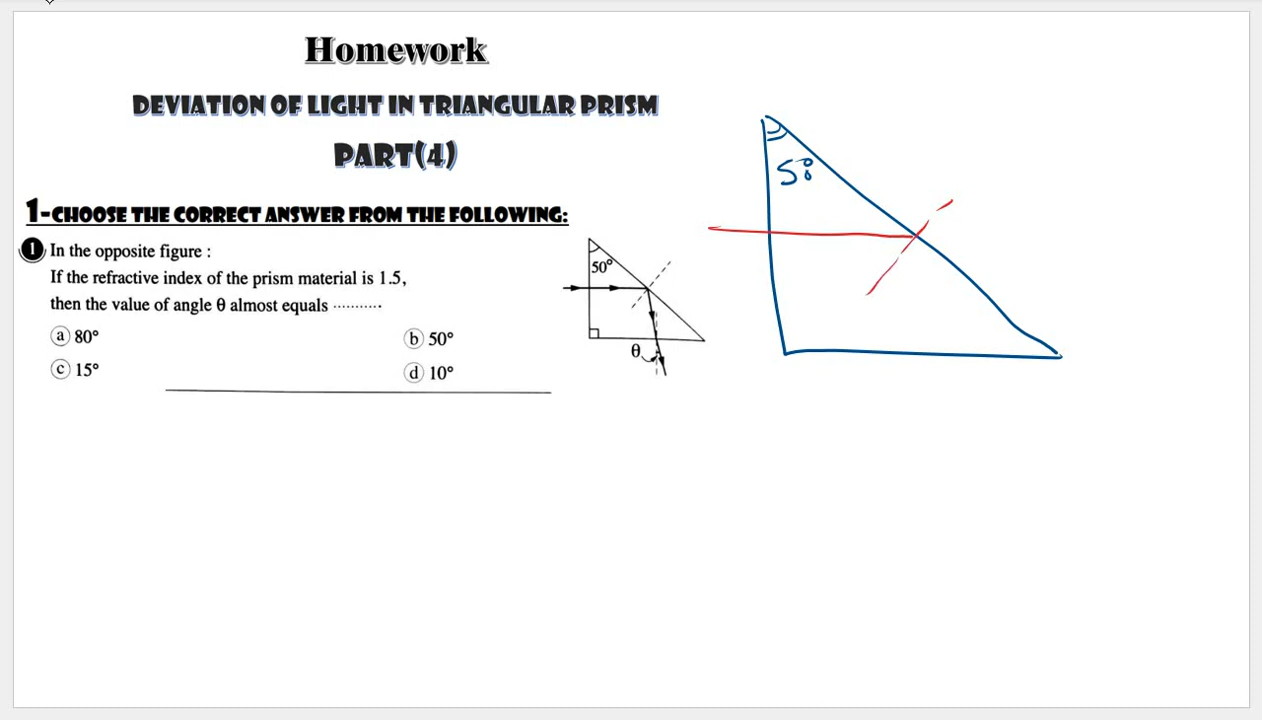 Homework
DEVIATION OF LIGHT IN TRIANGULAR PRISM
PART(4)
1-CHOOSE THE CORRECT ANSWER FROM THE FOLLOWING:
1 In the opposite figure :
If the refractive index of the prism material is 1.5,
then the value of angle θ almost equals ...........
a 80°
b 50°
c 15°
d 10°
50°
θ
50°